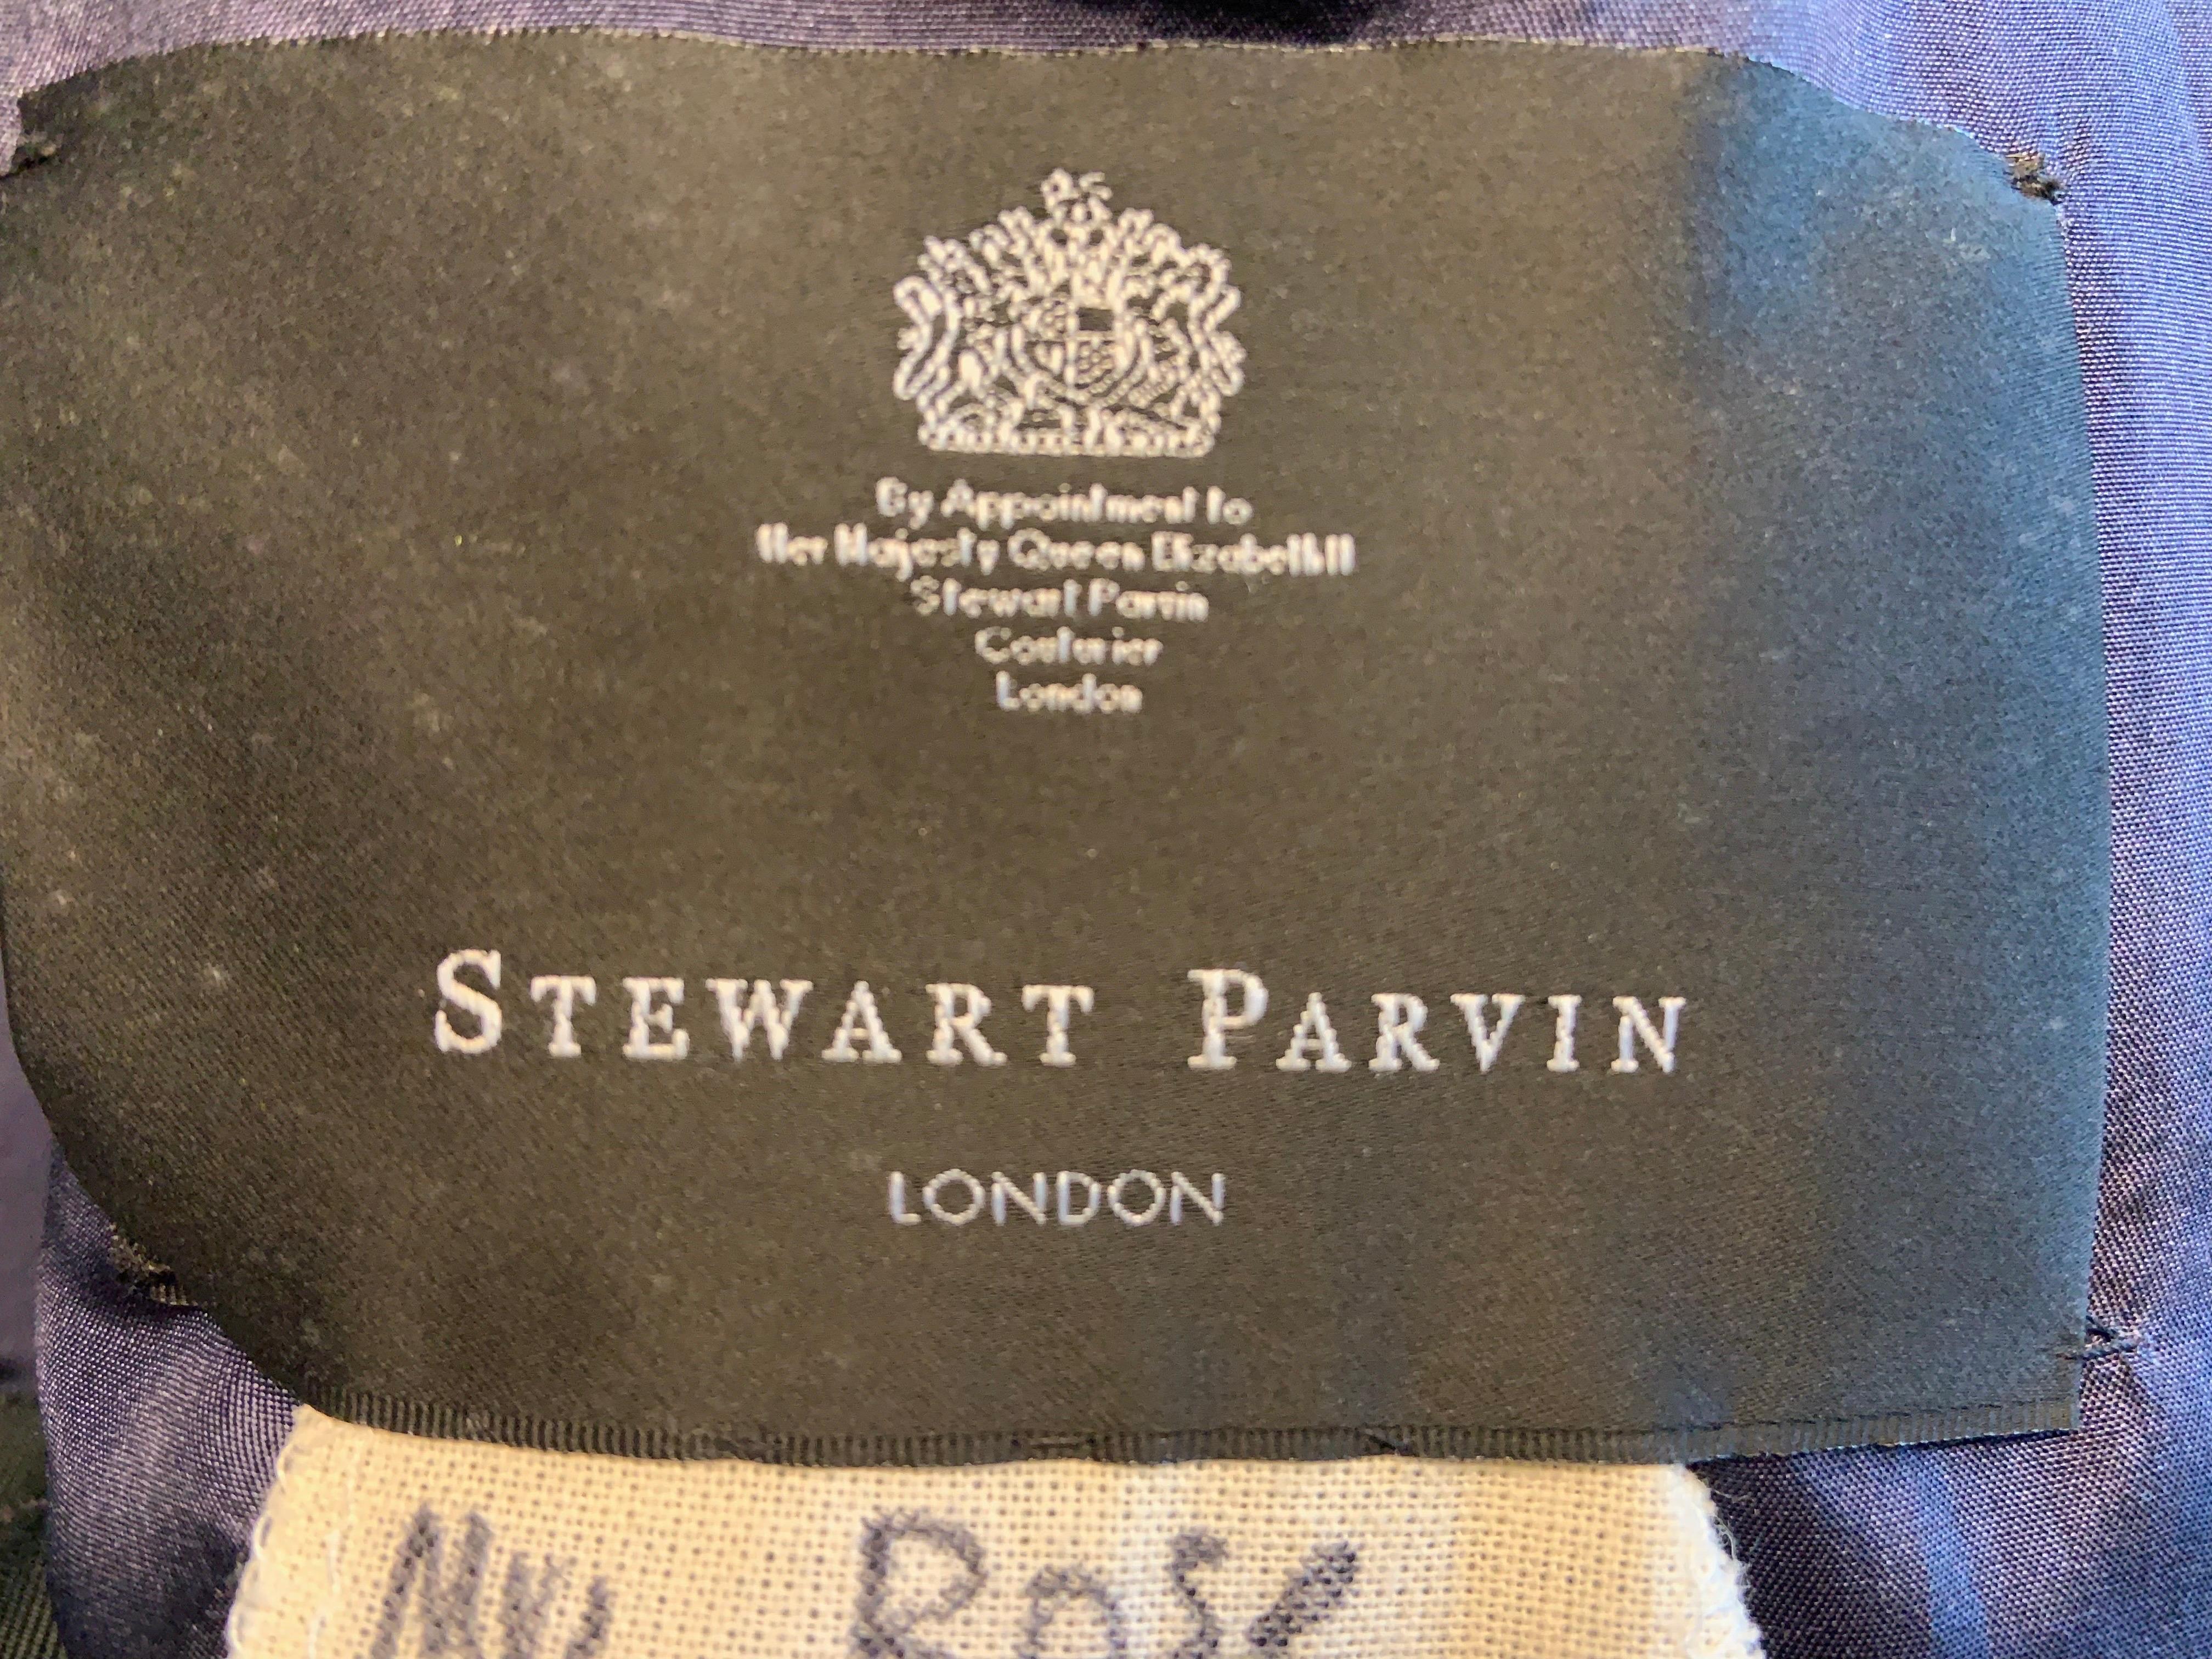 By Appointment to
Her Majesty Queen Elizabeth II
Stewart Parvin
Couturier
London
STEWART PARVIN
LONDON